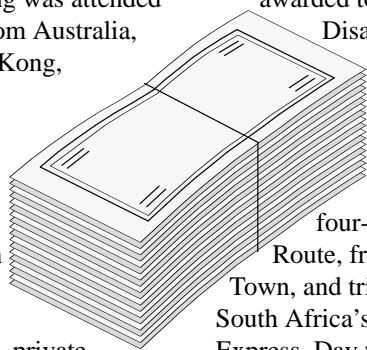 g was attended
om Australia,
Kong,
private
awarded to
Disa
four-
Route, fr
Town, and tri
South Africa's
Express. Day t